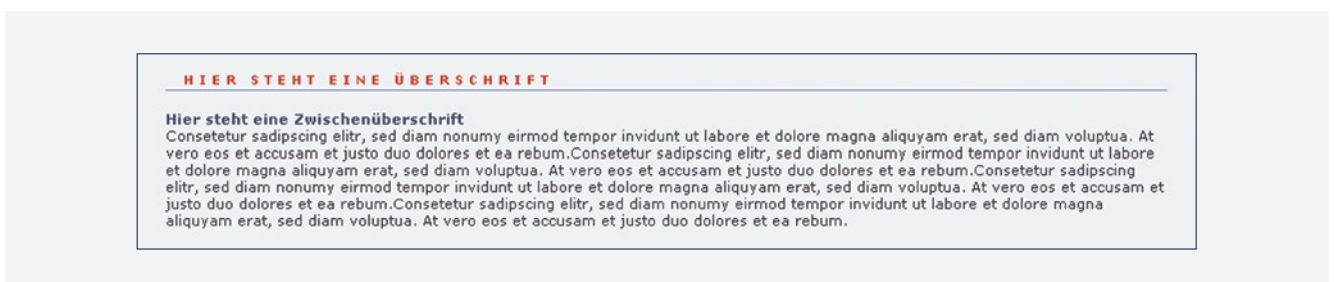 HIER STEHT EINE ÜBERSCHRIFT
Hier steht eine Zwischenüberschrift
Consetetur sadipscing elitr, sed diam nonumy eirmod tempor invidunt ut labore et dolore magna aliquyam erat, sed diam voluptua. At
vero eos et accusam et justo duo dolores et ea rebum.Consetetur sadipscing elitr, sed diam nonumy eirmod tempor invidunt ut labore
et dolore magna aliquyam erat, sed diam voluptua. At vero eos et accusam et justo duo dolores et ea rebum.Consetetur sadipscing
elitr, sed diam nonumy eirmod tempor invidunt ut labore et dolore magna aliquyam erat, sed diam voluptua. At vero eos et accusam et
justo duo dolores et ea rebum.Consetetur sadipscing elitr, sed diam nonumy eirmod tempor invidunt ut labore et dolore magna
aliquyam erat, sed diam voluptua. At vero eos et accusam et justo duo dolores et ea rebum.